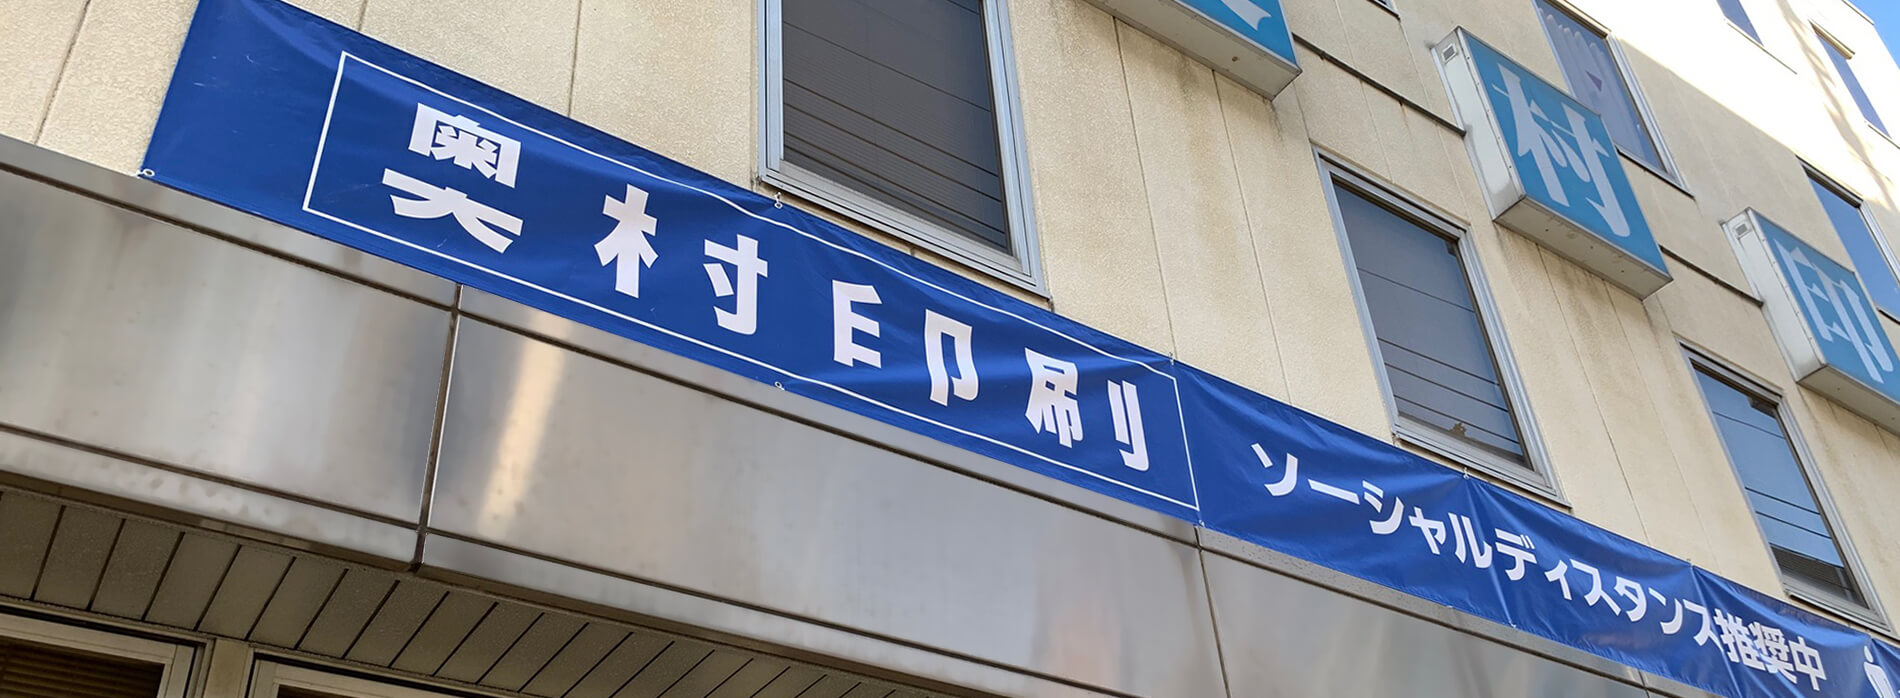 奥村印刷
ソーシャルディスタンス推奨中
村
印